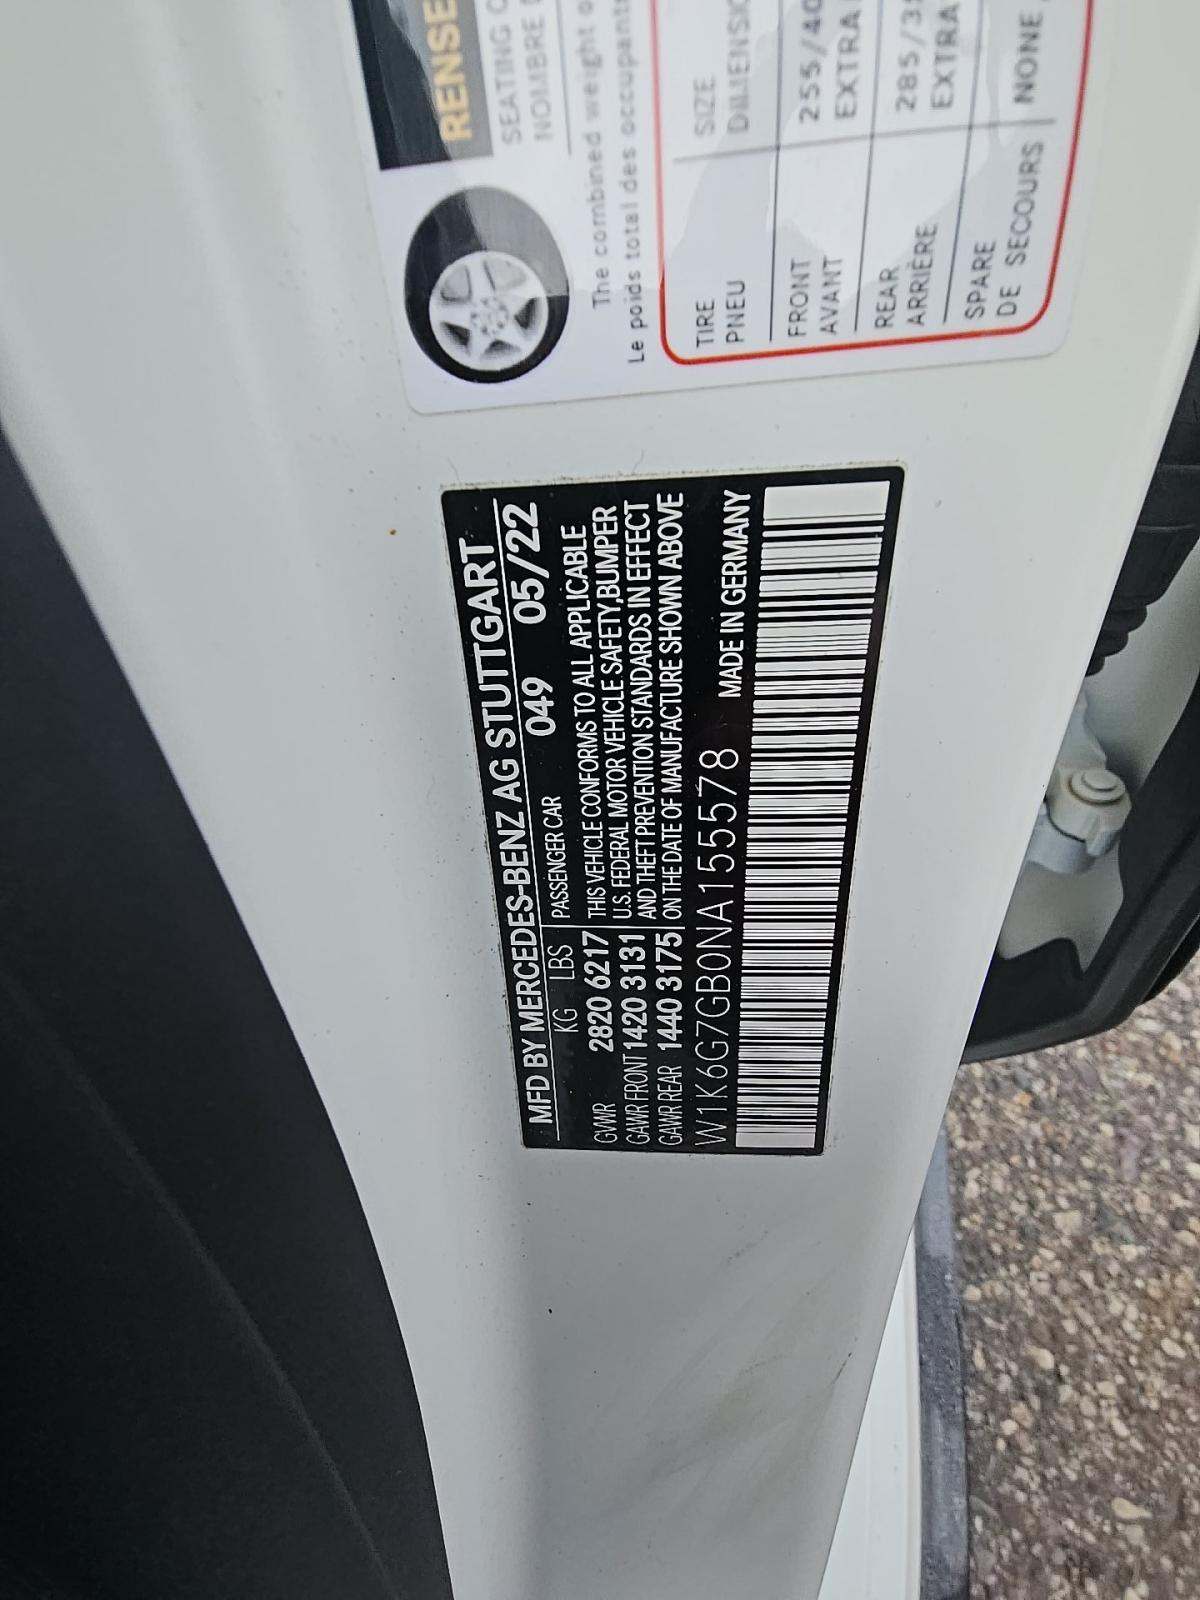 RENSE
SEATING
NOMBRE
The combined weight
Le poids total des occupants
TIRE SIZE
PNEU
FRONT 255/40
AVANT EXTRA
REAR 285/3
ARRIÈRE EXTRA
SPARE NONE
DE SECOURS
MFD BY MERCEDES-BENZ AG STUTTGART
KG LBS PASSENGER CAR 049 05/22
GVWR 2820 6217 THIS VEHICLE CONFORMS TO ALL APPLICABLE
GAWR FRONT 1420 3131 U.S. FEDERAL MOTOR VEHICLE SAFETY,BUMPER
GAWR REAR 1440 3175 AND THEFT PREVENTION STANDARDS IN EFFECT
ON THE DATE OF MANUFACTURE SHOWN ABOVE
W1K6G7GB0NA155578 MADE IN GERMANY